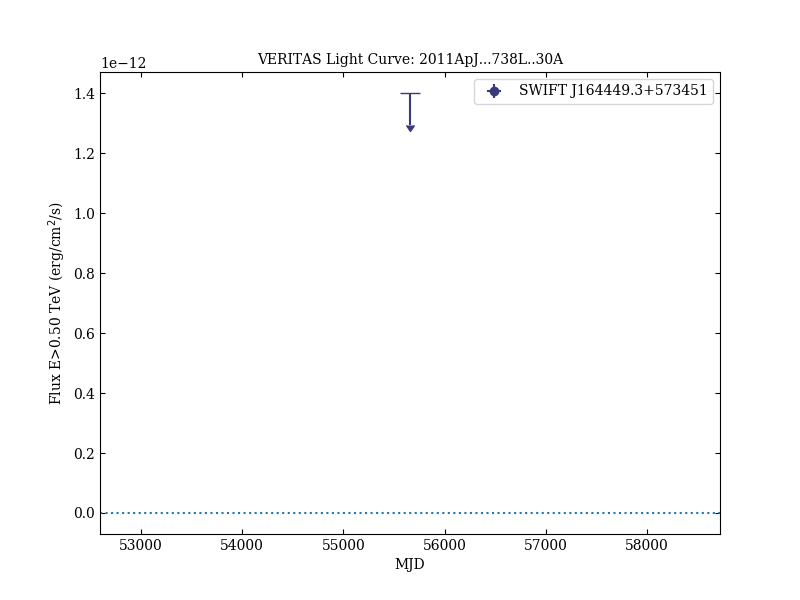 VERITAS Light Curve: 2011ApJ...738L..30A
1e−12
SWIFT J164449.3+573451
1.4
1.2
1.0
0.8
0.6
0.4
0.2
0.0
Flux E>0.50 TeV (erg/cm²/s)
53000 54000 55000 56000 57000 58000
MJD